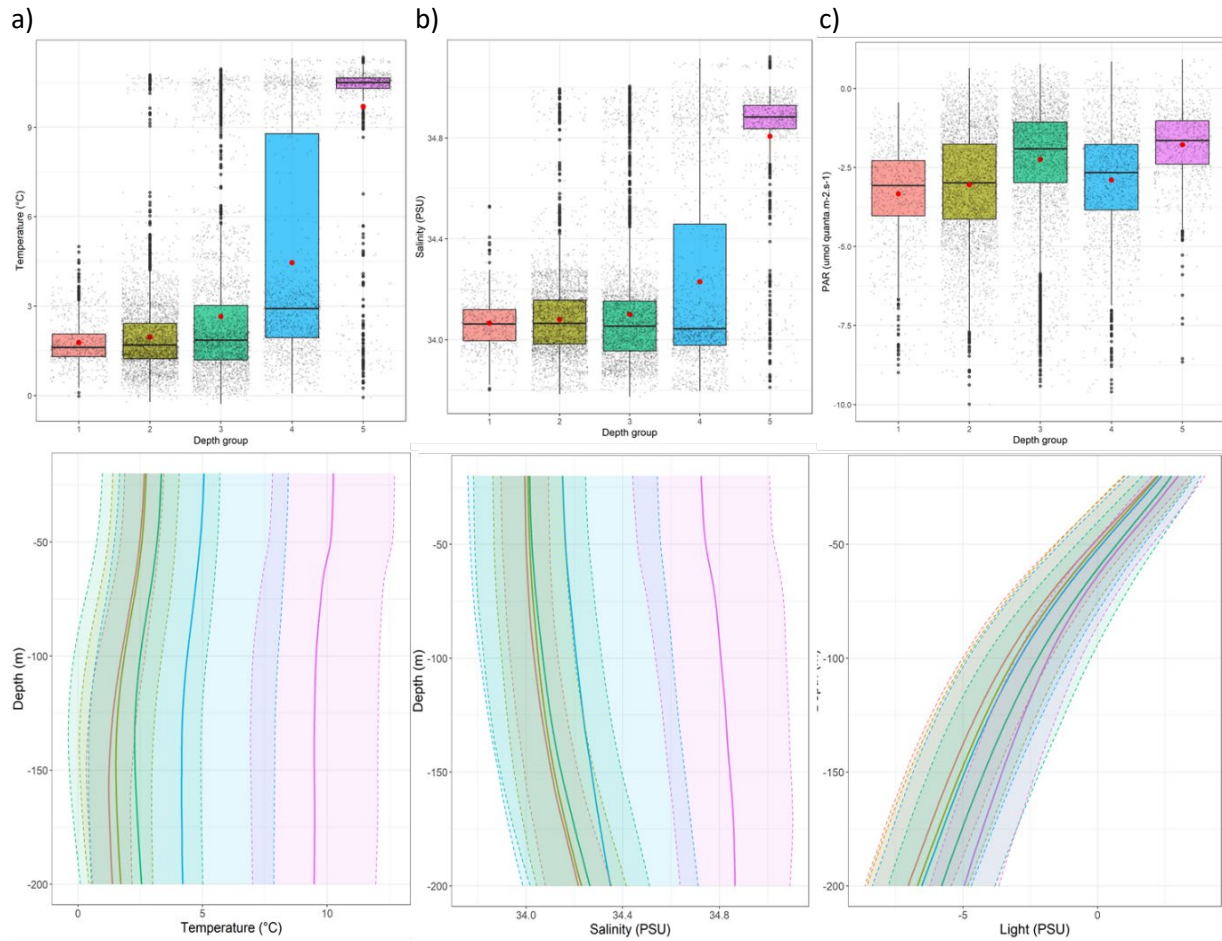 a)
b)
c)
Temperature (°C)
9
6
3
0
1 2 3 4 5
Depth group
Salinity (PSU)
34.8
34.4
34.0
1 2 3 4 5
Depth group
PAR (umol quanta.m-2.s-1)
0.0
-2.5
-5.0
-7.5
-10.0
1 2 3 4 5
Depth group
Depth (m)
-50
-100
-150
-200
0 5 10
Temperature (°C)
Depth (m)
-50
-100
-150
-200
34.0 34.4 34.8
Salinity (PSU)
-50
-100
-150
-200
-5 0
Light (PSU)